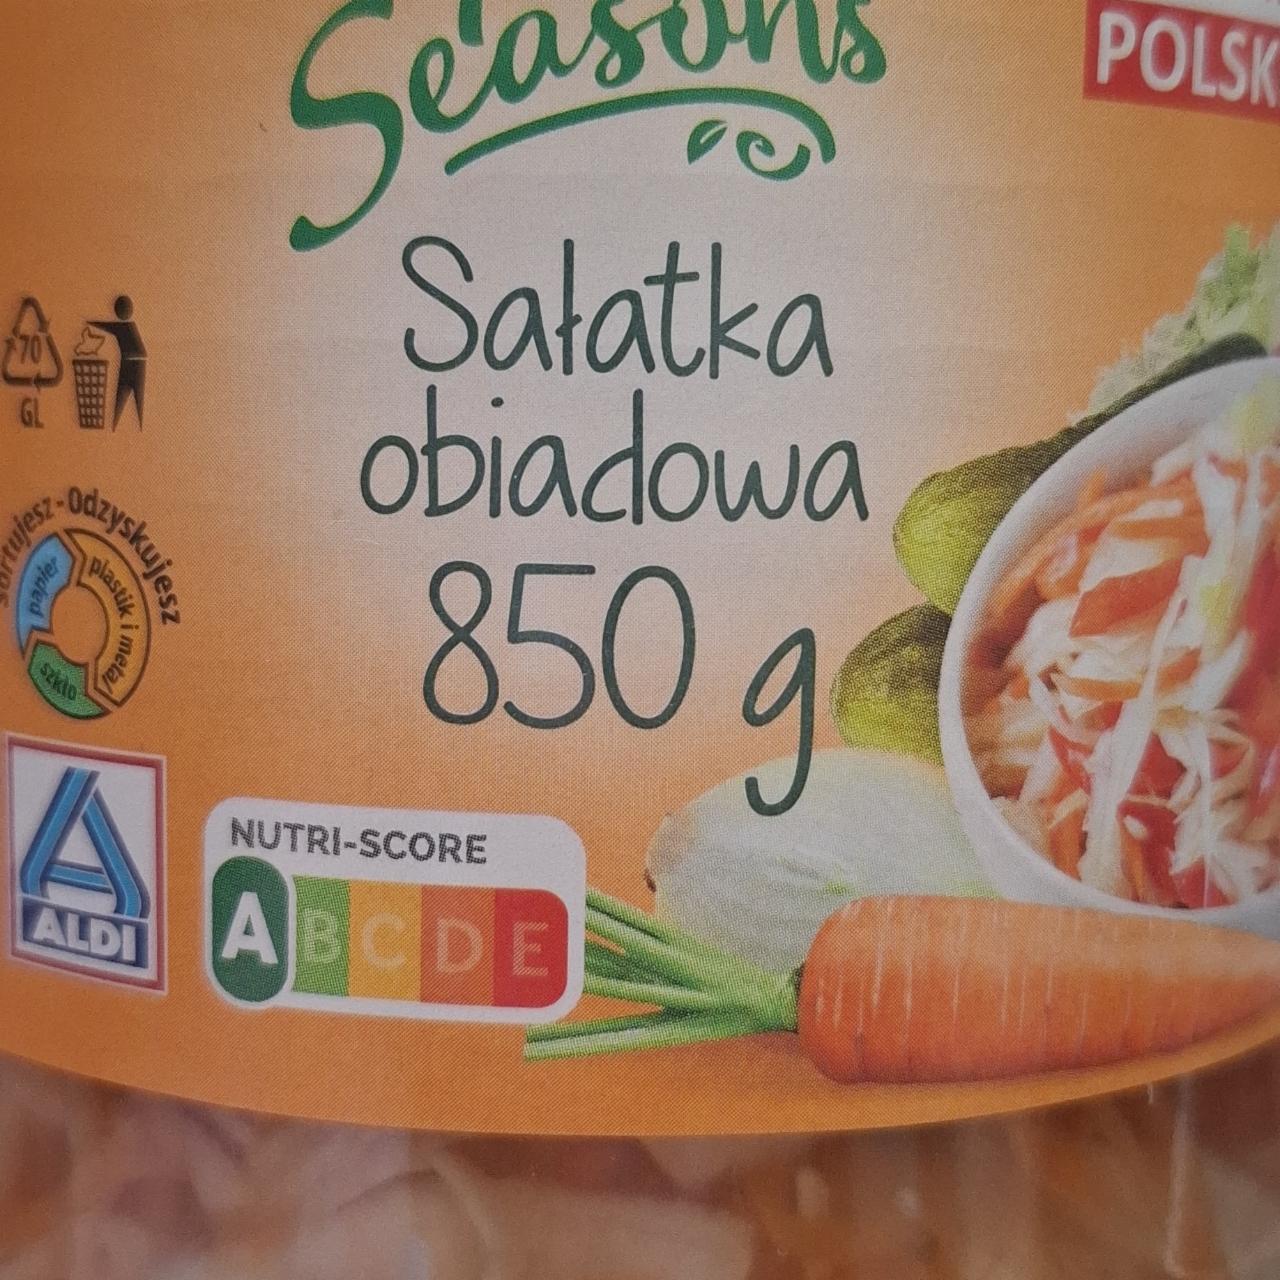 Seasons
POLSK
Sałatka
obiadowa
850 g
70
GL
sortujesz - Odzyskujesz
papier
plastik i metal
szkło
ALDI
NUTRI-SCORE
A B C D E